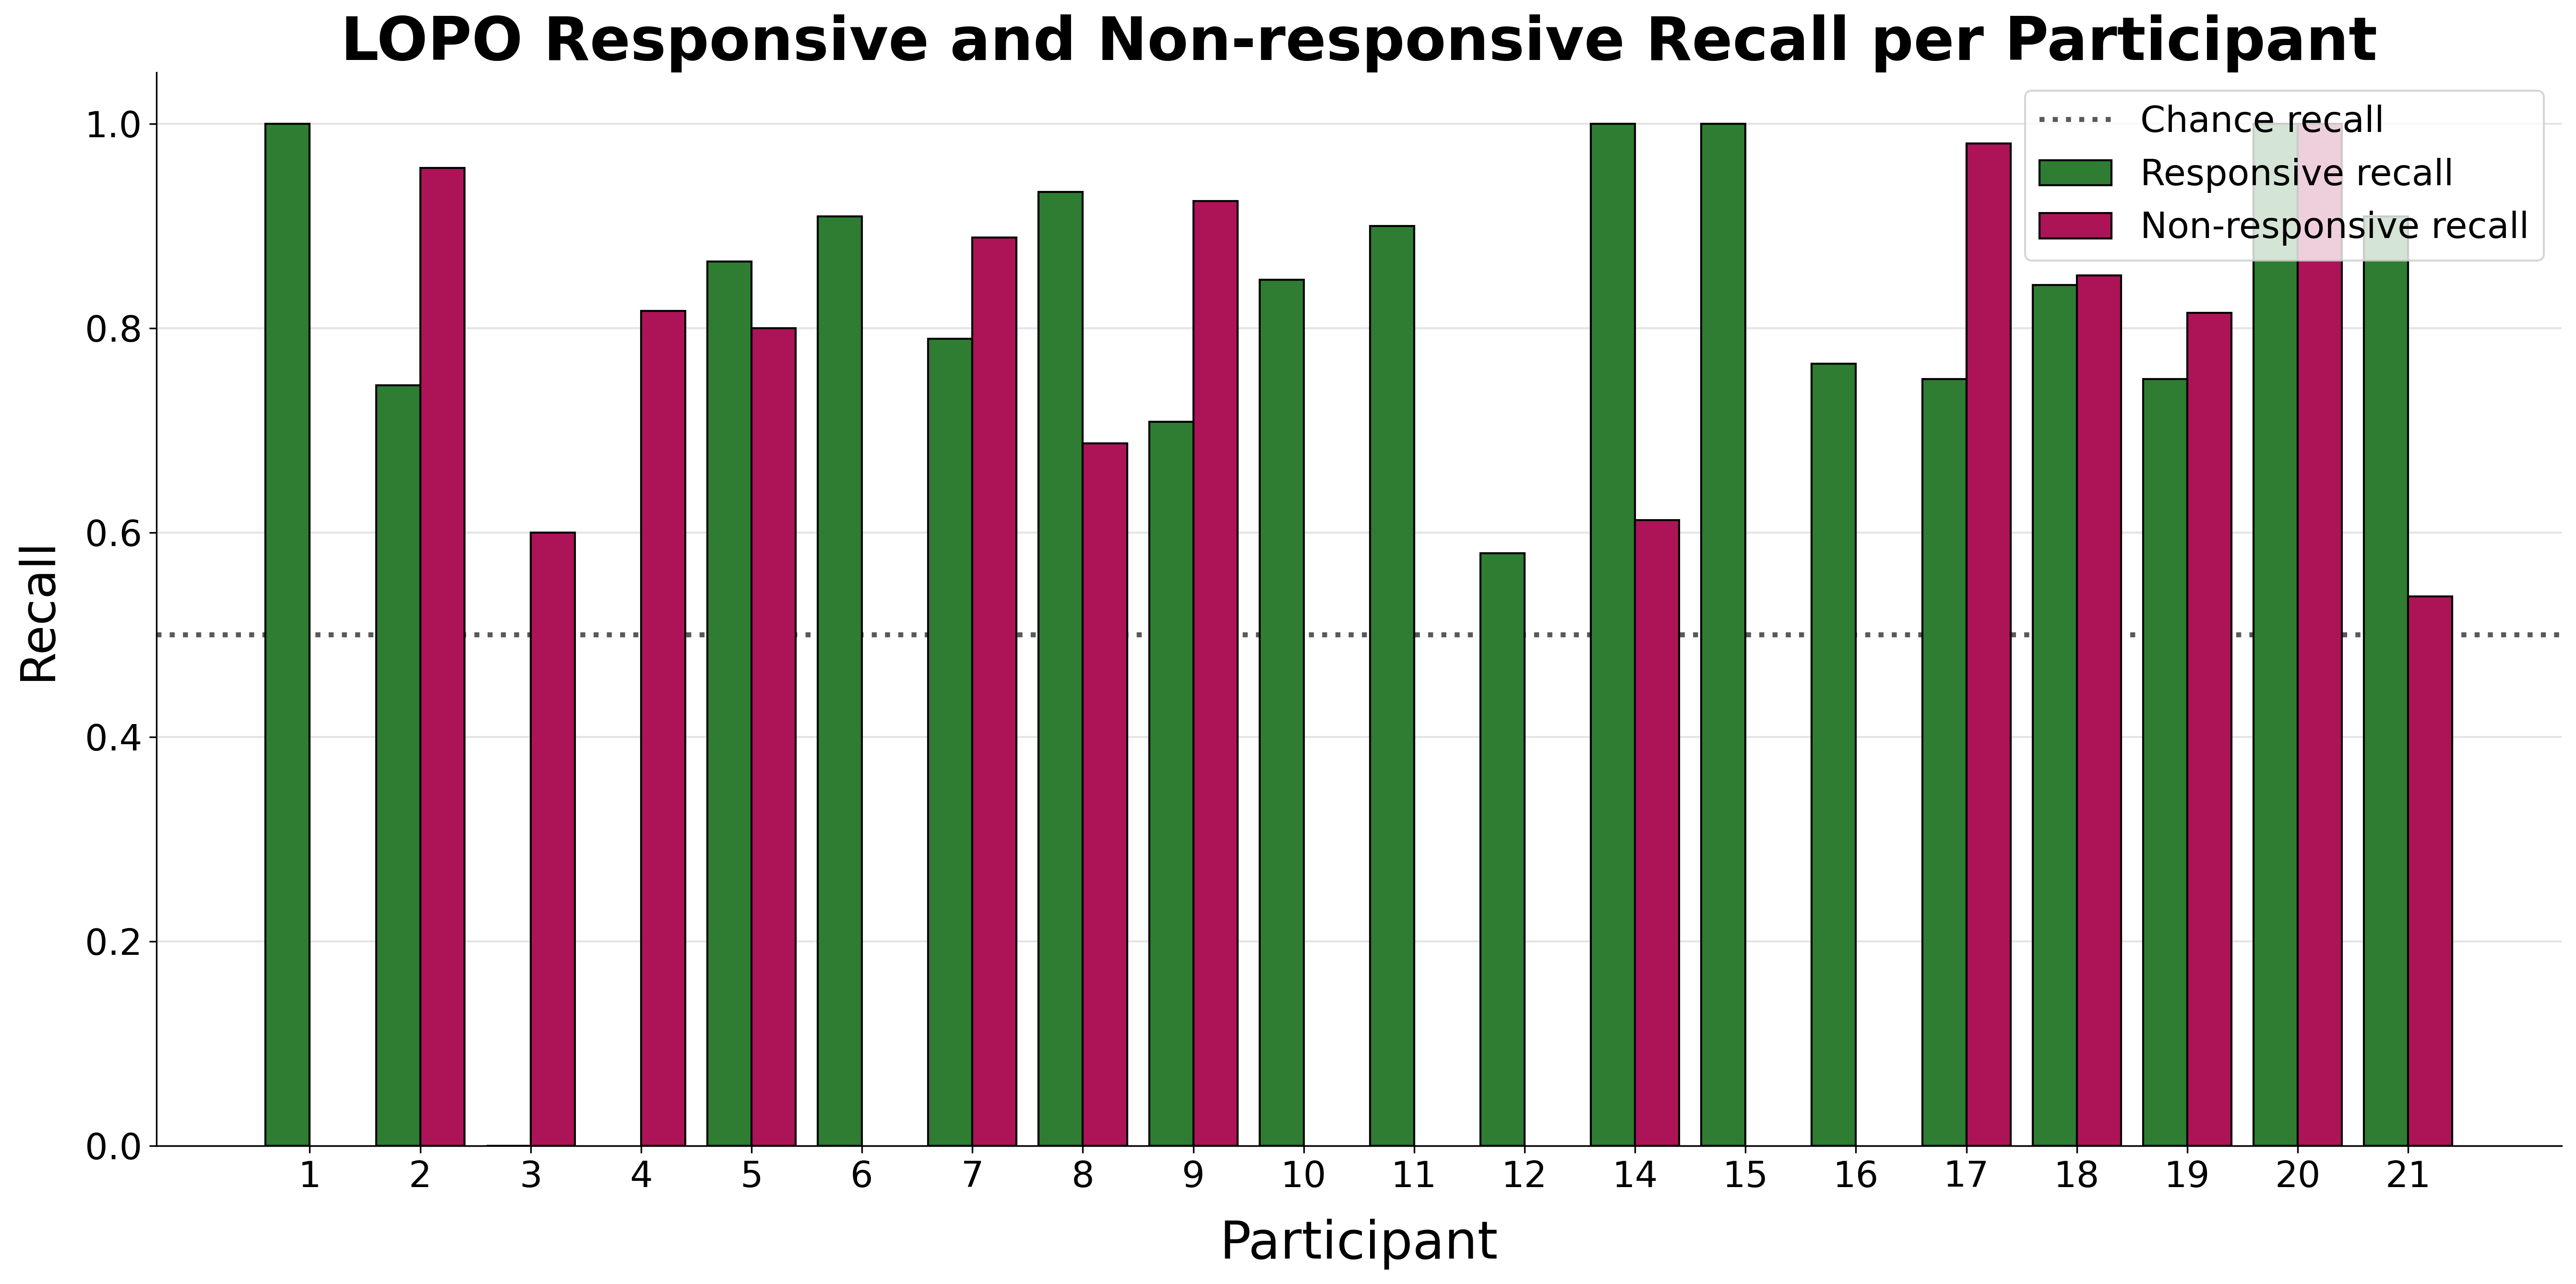 LOPO Responsive and Non-responsive Recall per Participant
Chance recall
Responsive recall
Non-responsive recall
Recall
1.0
0.8
0.6
0.4
0.2
0.0
1 2 3 4 5 6 7 8 9 10 11 12 14 15 16 17 18 19 20 21
Participant